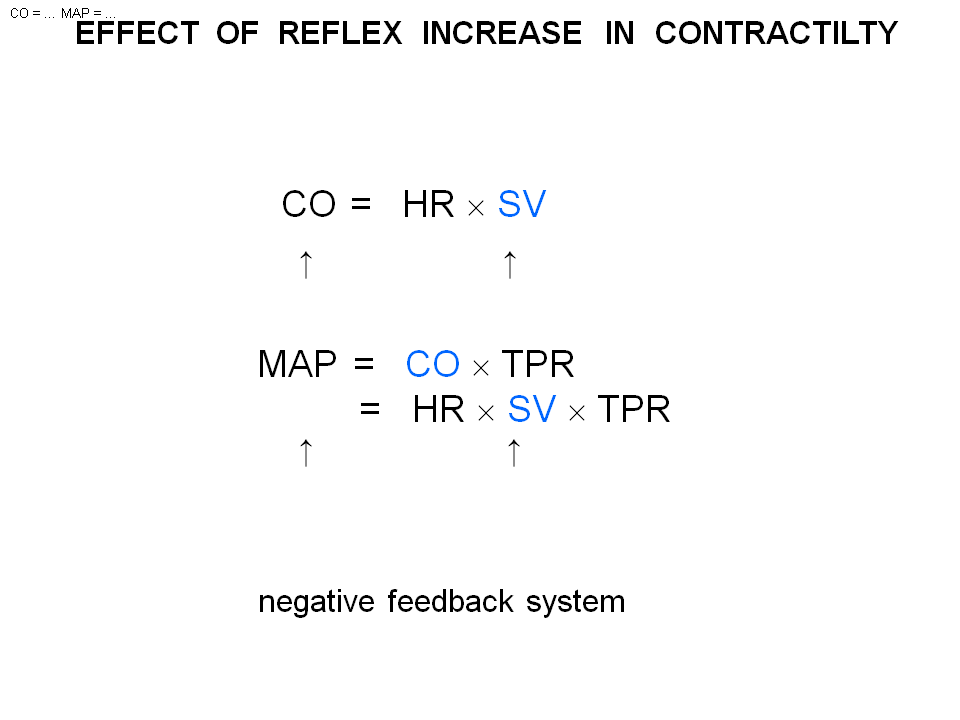 CO = ... MAP = ...
EFFECT OF REFLEX INCREASE IN CONTRACTILTY
CO = HR × SV
↑ ↑
MAP = CO × TPR
= HR × SV × TPR
↑ ↑
negative feedback system